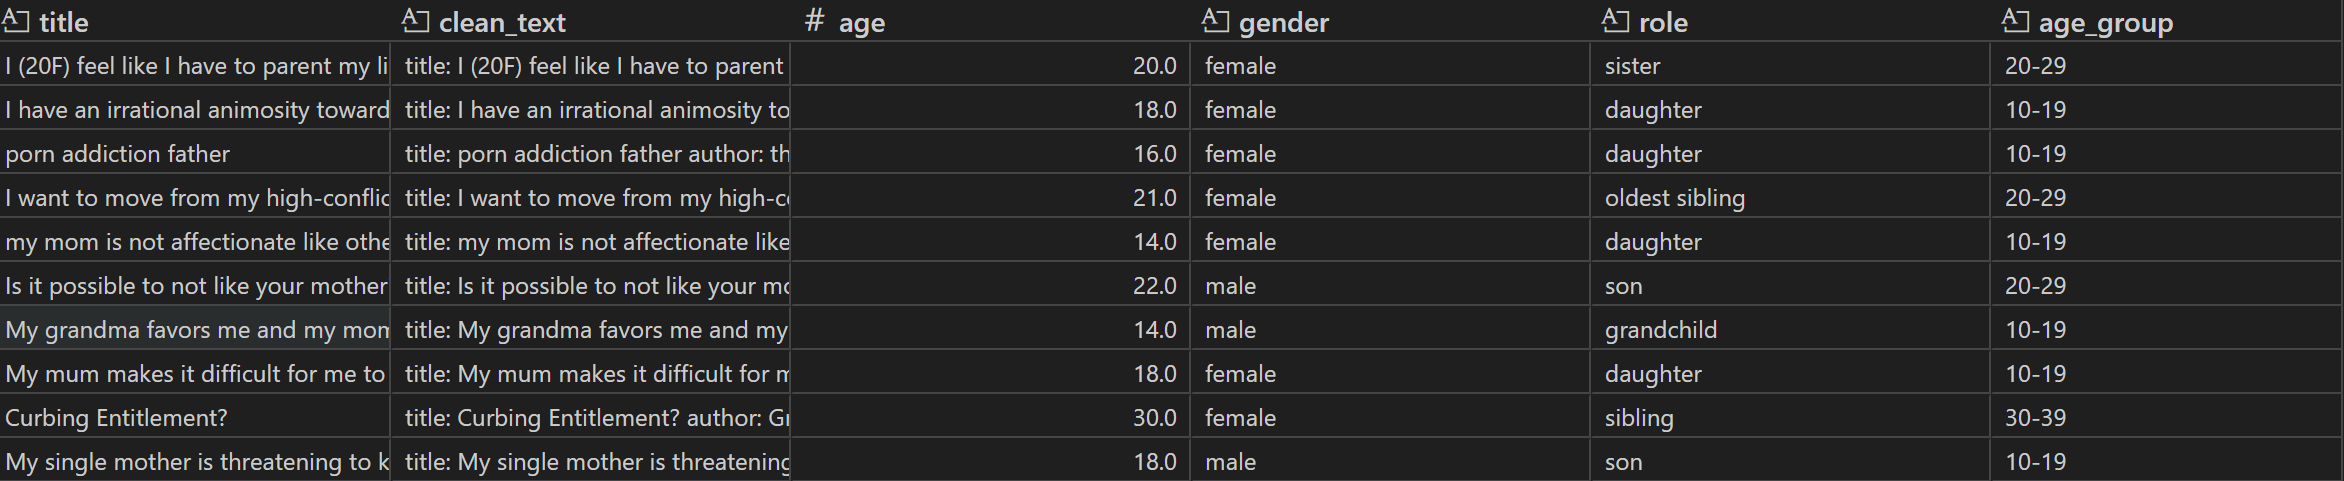 title clean_text # age gender role age_group
I (20F) feel like I have to parent my li title: I (20F) feel like I have to parent 20.0 female sister 20-29
I have an irrational animosity toward title: I have an irrational animosity to 18.0 female daughter 10-19
porn addiction father title: porn addiction father author: th 16.0 female daughter 10-19
I want to move from my high-conflic title: I want to move from my high-c 21.0 female oldest sibling 20-29
my mom is not affectionate like othe title: my mom is not affectionate like 14.0 female daughter 10-19
Is it possible to not like your mother title: Is it possible to not like your mo 22.0 male son 20-29
My grandma favors me and my mom title: My grandma favors me and my 14.0 male grandchild 10-19
My mum makes it difficult for me to title: My mum makes it difficult for m 18.0 female daughter 10-19
Curbing Entitlement? title: Curbing Entitlement? author: Gr 30.0 female sibling 30-39
My single mother is threatening to k title: My single mother is threatening 18.0 male son 10-19